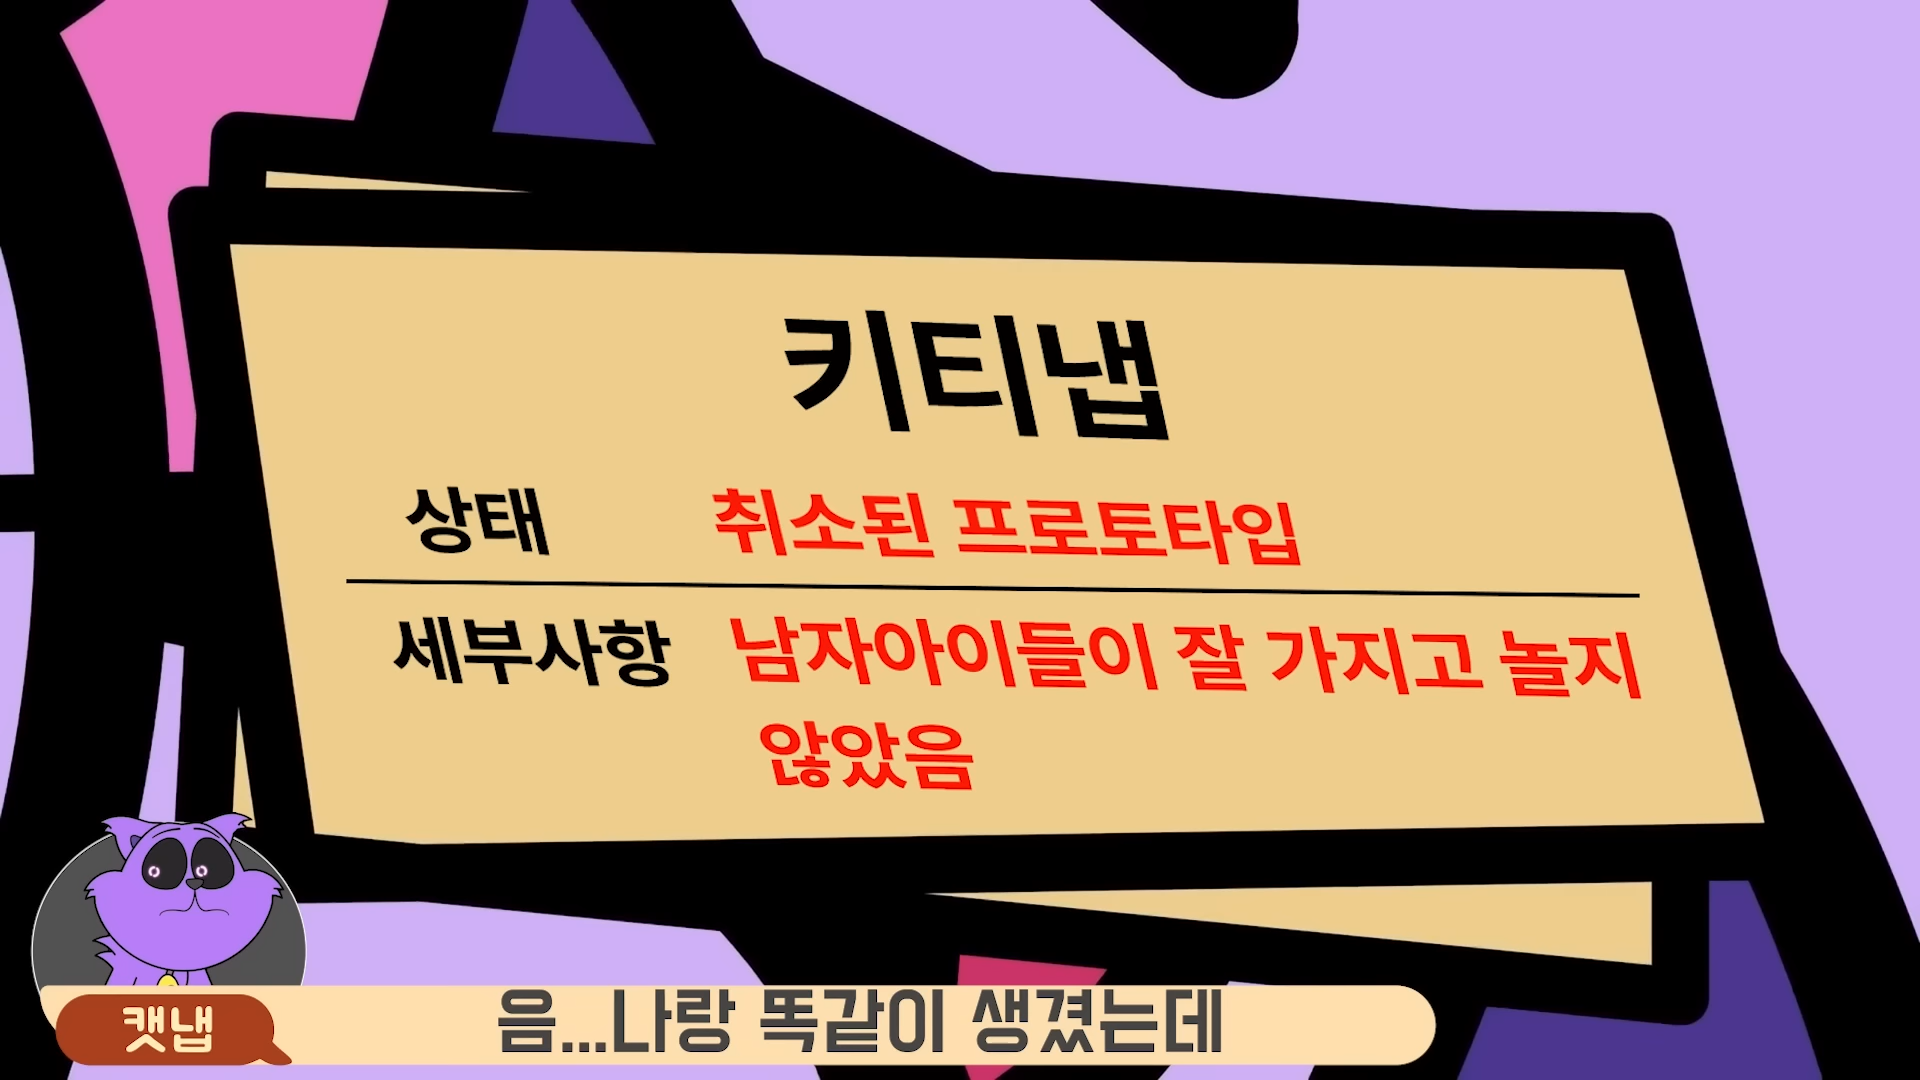 키티냅
상태 취소된 프로토타입
세부사항 남자아이들이 잘 가지고 놀지
않았음
캣냅 음...나랑 똑같이 생겼는데